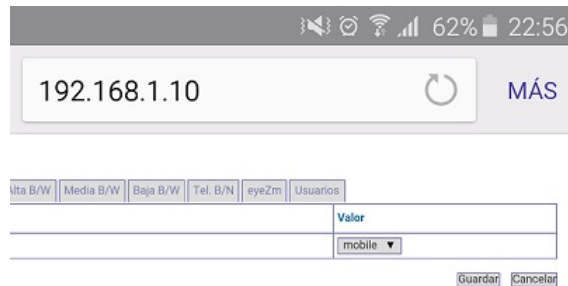 62% 22:56
192.168.1.10 MÁS
Alta B/W Media B/W Baja B/W Tel. B/N eyeZm Usuarios
Valor
mobile
Guardar Cancelar